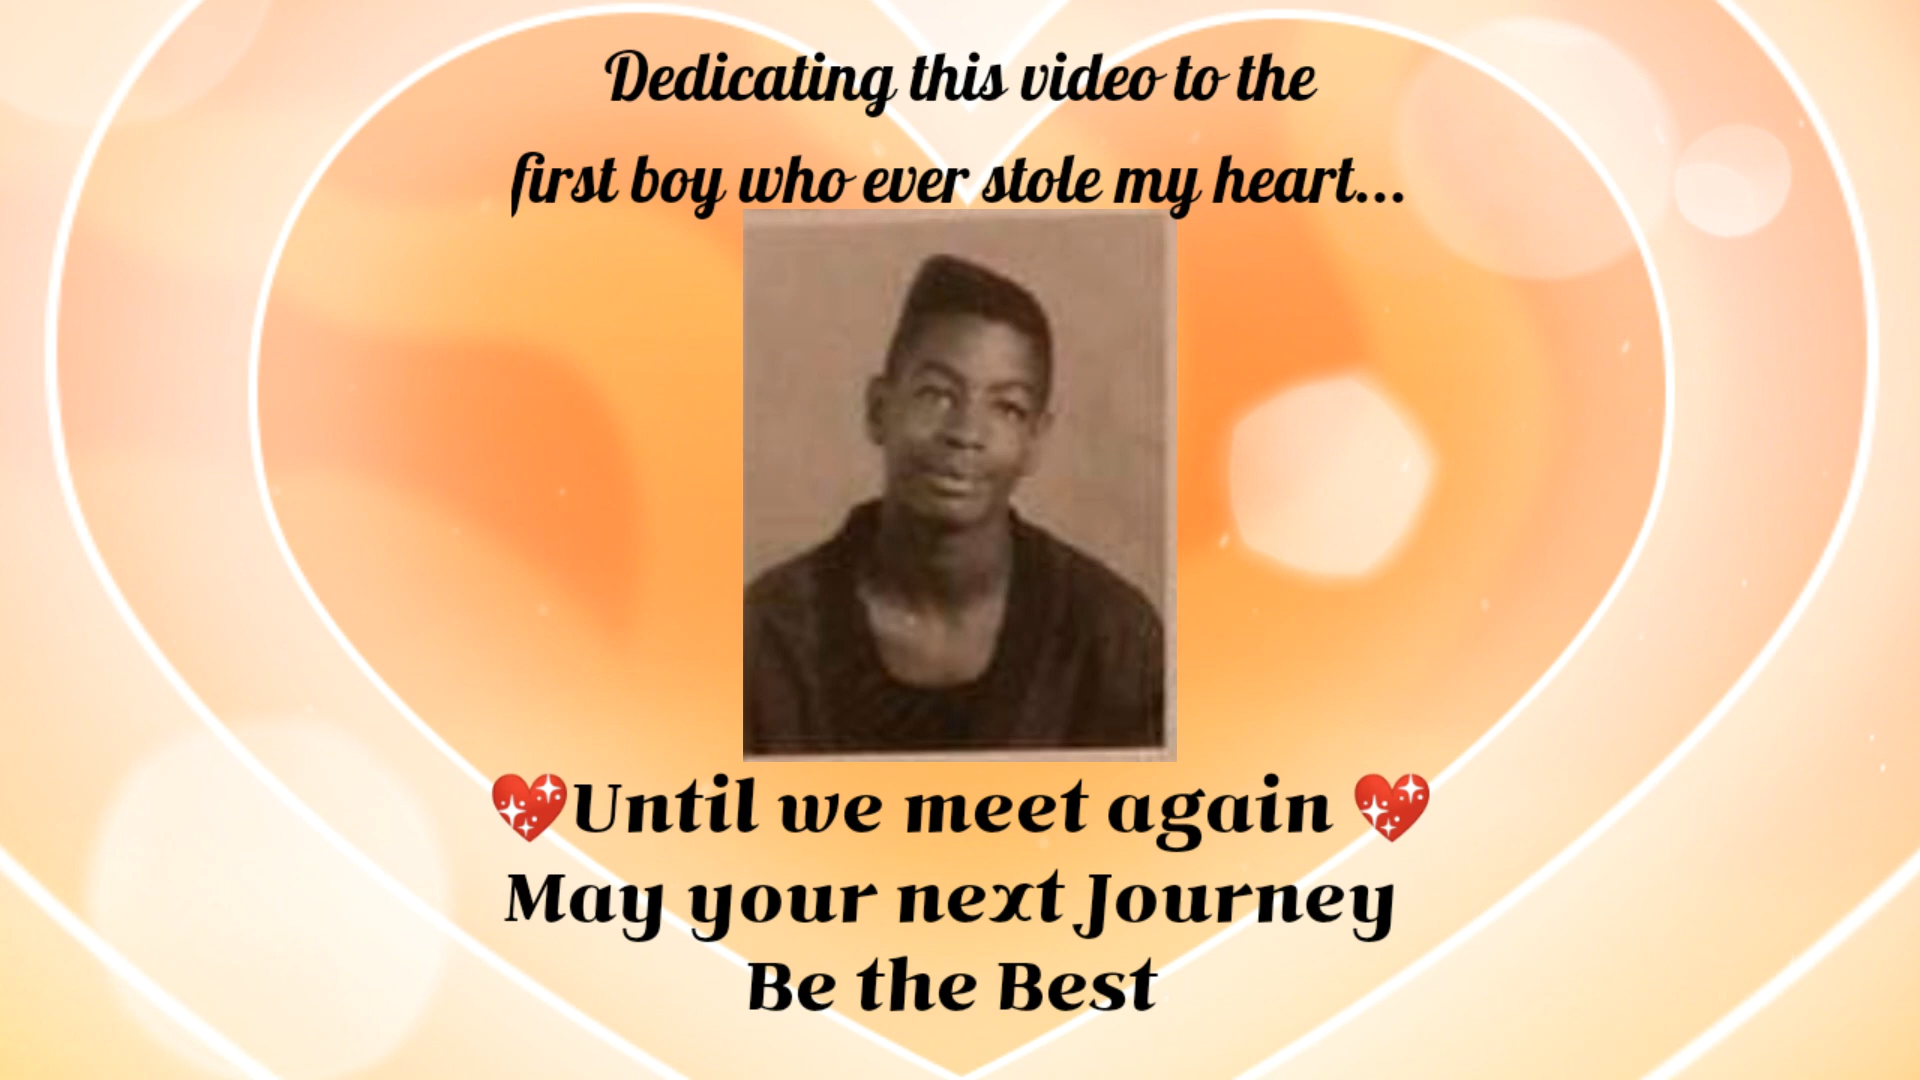 Dedicating this video to the
first boy who ever stole my heart...
💖Until we meet again 💖
May your next Journey
Be the Best